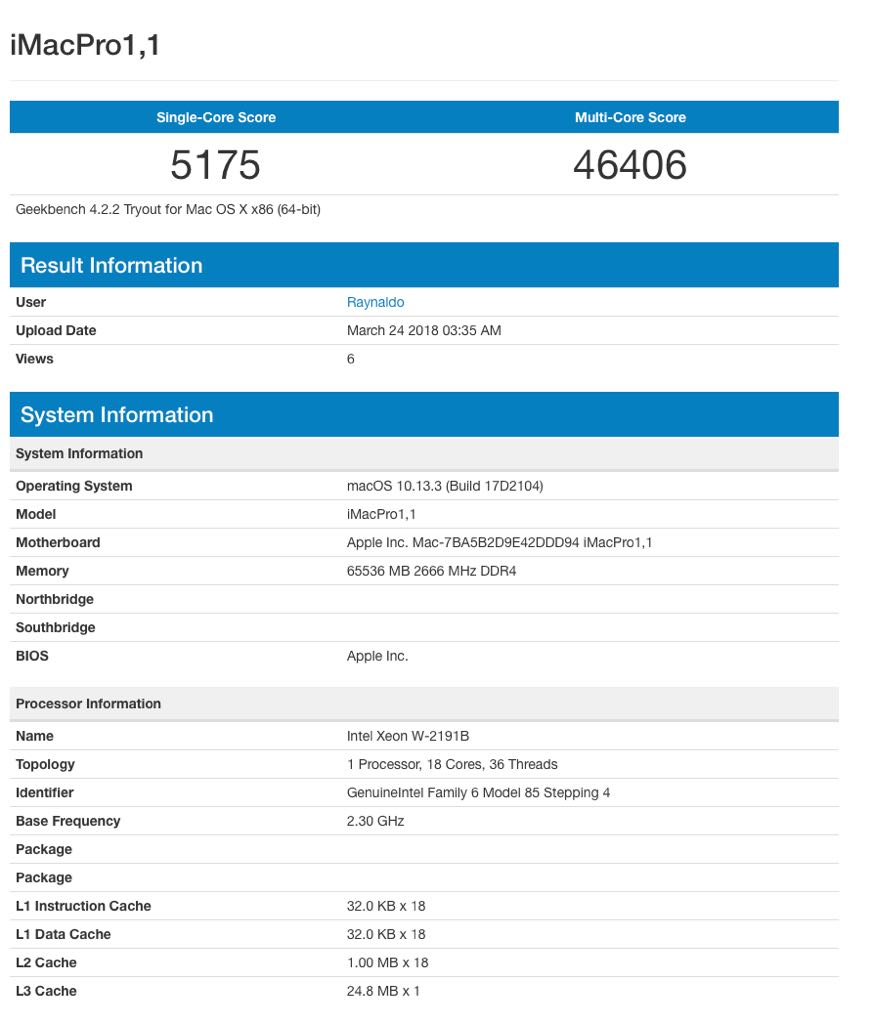 iMacPro1,1
Single-Core Score Multi-Core Score
5175 46406
Geekbench 4.2.2 Tryout for Mac OS X x86 (64-bit)
Result Information
User Raynaldo
Upload Date March 24 2018 03:35 AM
Views 6
System Information
System Information
Operating System macOS 10.13.3 (Build 17D2104)
Model iMacPro1,1
Motherboard Apple Inc. Mac-7BA5B2D9E42DDD94 iMacPro1,1
Memory 65536 MB 2666 MHz DDR4
Northbridge
Southbridge
BIOS Apple Inc.
Processor Information
Name Intel Xeon W-2191B
Topology 1 Processor, 18 Cores, 36 Threads
Identifier GenuineIntel Family 6 Model 85 Stepping 4
Base Frequency 2.30 GHz
Package
Package
L1 Instruction Cache 32.0 KB x 18
L1 Data Cache 32.0 KB x 18
L2 Cache 1.00 MB x 18
L3 Cache 24.8 MB x 1